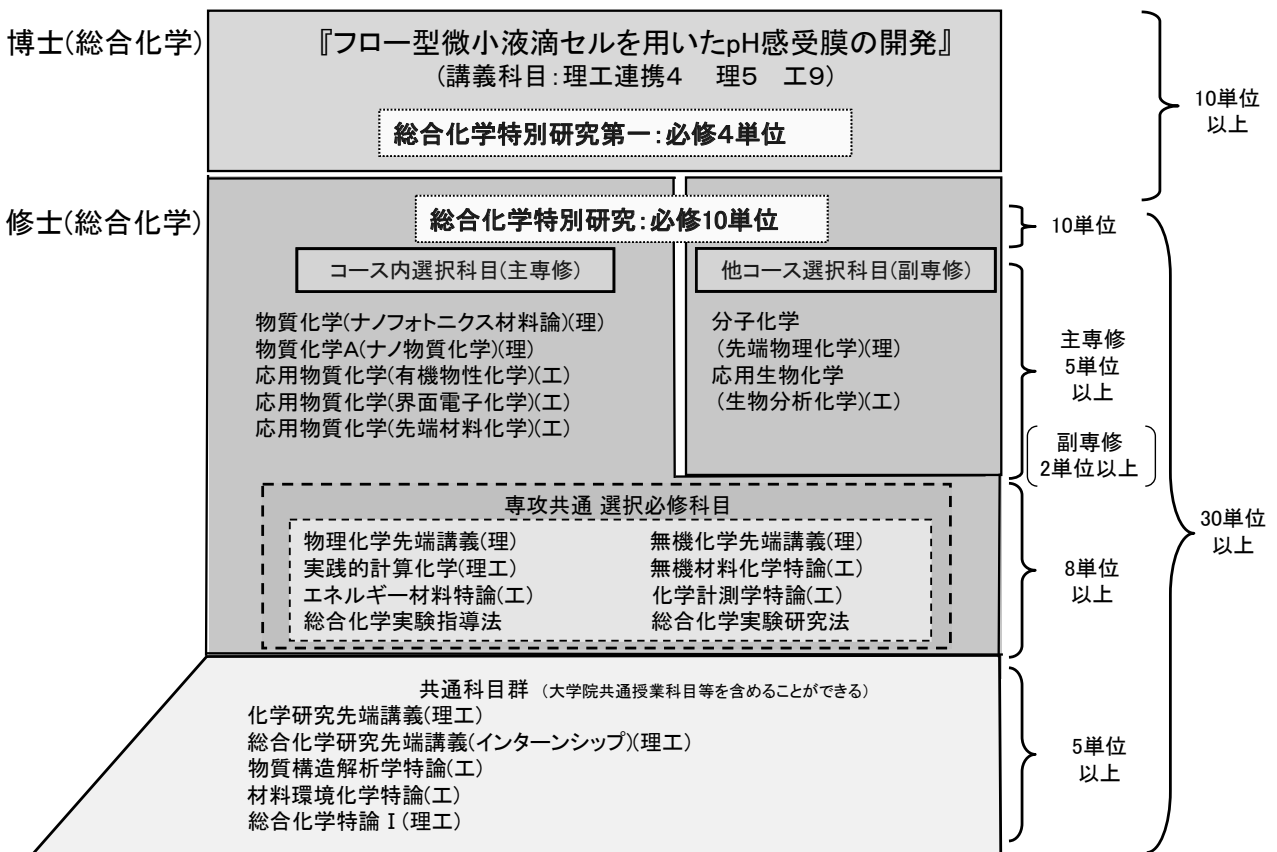 博士(総合化学)
『フロー型微小液滴セルを用いたpH感受膜の開発』
(講義科目：理工連携4　理5　工9)
総合化学特別研究第一：必修4単位
10単位
以上
修士(総合化学)
総合化学特別研究：必修10単位
10単位
コース内選択科目(主専修)
物質化学(ナノフォトニクス材料論)(理)
物質化学A(ナノ物質化学)(理)
応用物質化学(有機物性化学)(工)
応用物質化学(界面電子化学)(工)
応用物質化学(先端材料化学)(工)
他コース選択科目(副専修)
分子化学
(先端物理化学)(理)
応用生物化学
(生物分析化学)(工)
主専修
5単位
以上
副専修
2単位以上
専攻共通 選択必修科目
物理化学先端講義(理)
実践的計算化学(理工)
エネルギー材料特論(工)
総合化学実験指導法
無機化学先端講義(理)
無機材料化学特論(工)
化学計測学特論(工)
総合化学実験研究法
8単位
以上
30単位
以上
共通科目群 (大学院共通授業科目等を含めることができる)
化学研究先端講義(理工)
総合化学研究先端講義(インターンシップ)(理工)
物質構造解析学特論(工)
材料環境化学特論(工)
総合化学特論Ⅰ(理工)
5単位
以上